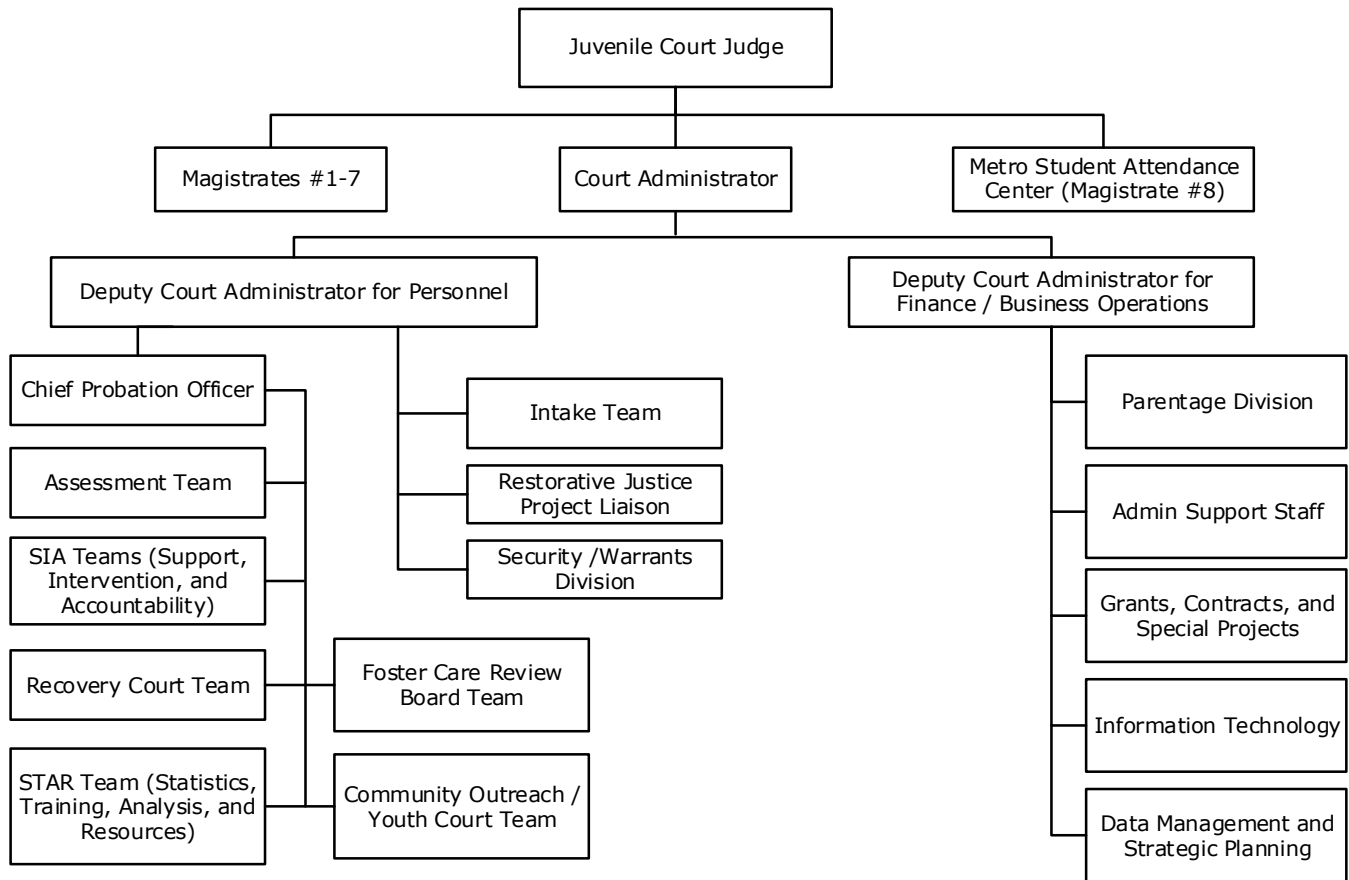 Juvenile Court Judge
Magistrates #1-7
Court Administrator
Metro Student Attendance
Center (Magistrate #8)
Deputy Court Administrator for Personnel
Deputy Court Administrator for
Finance / Business Operations
Chief Probation Officer
Assessment Team
SIA Teams (Support,
Intervention, and
Accountability)
Recovery Court Team
STAR Team (Statistics,
Training, Analysis, and
Resources)
Foster Care Review
Board Team
Community Outreach /
Youth Court Team
Intake Team
Restorative Justice
Project Liaison
Security /Warrants
Division
Parentage Division
Admin Support Staff
Grants, Contracts, and
Special Projects
Information Technology
Data Management and
Strategic Planning